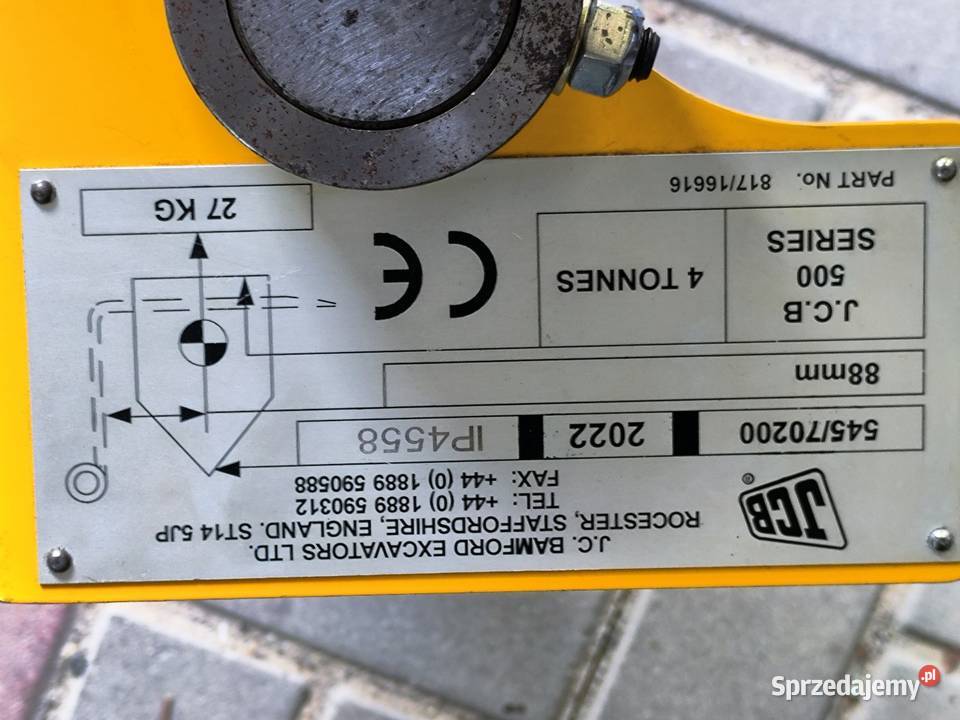 JCB ®
J.C. BAMFORD EXCAVATORS LTD.
ROCESTER, STAFFORDSHIRE, ENGLAND. ST14 5JP
TEL: +44 (0) 1889 590312
FAX: +44 (0) 1889 590588
545/70200 2022 IP4558
88mm
J.C.B
500
SERIES
4 TONNES
CE
27 KG
PART No. 817/16616
Sprzedajemy.pl